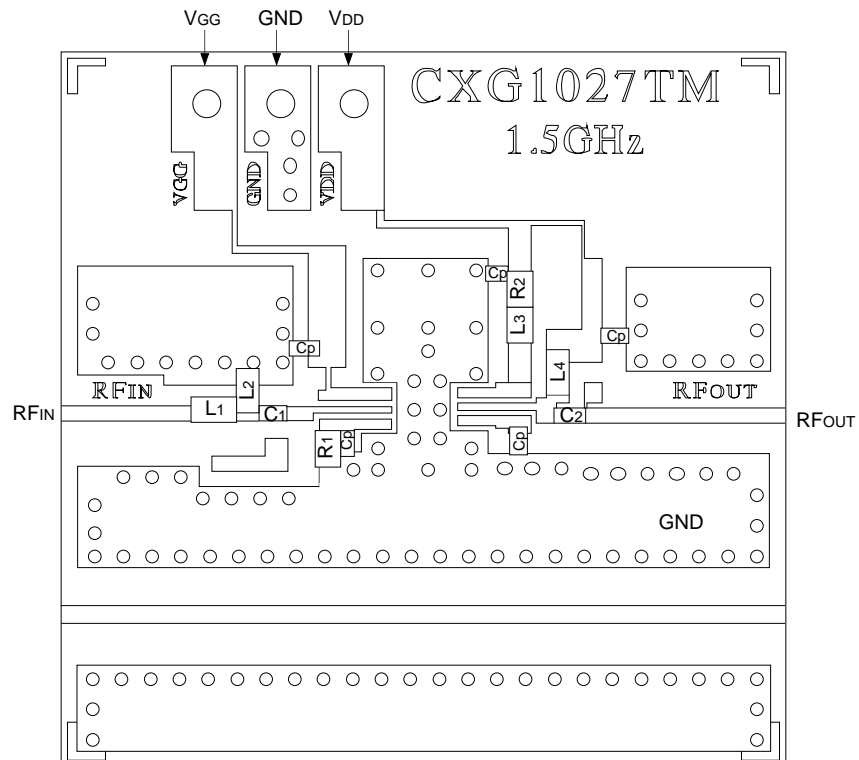 VGG GND VDD
CXG1027TM
1.5GHz
VGG
GND
VDD
Cp
R2
L3
Cp
Cp
L4
L2
RFIN
RFOUT
RFIN
L1
C1
C2
RFOUT
R1
Cp
Cp
GND